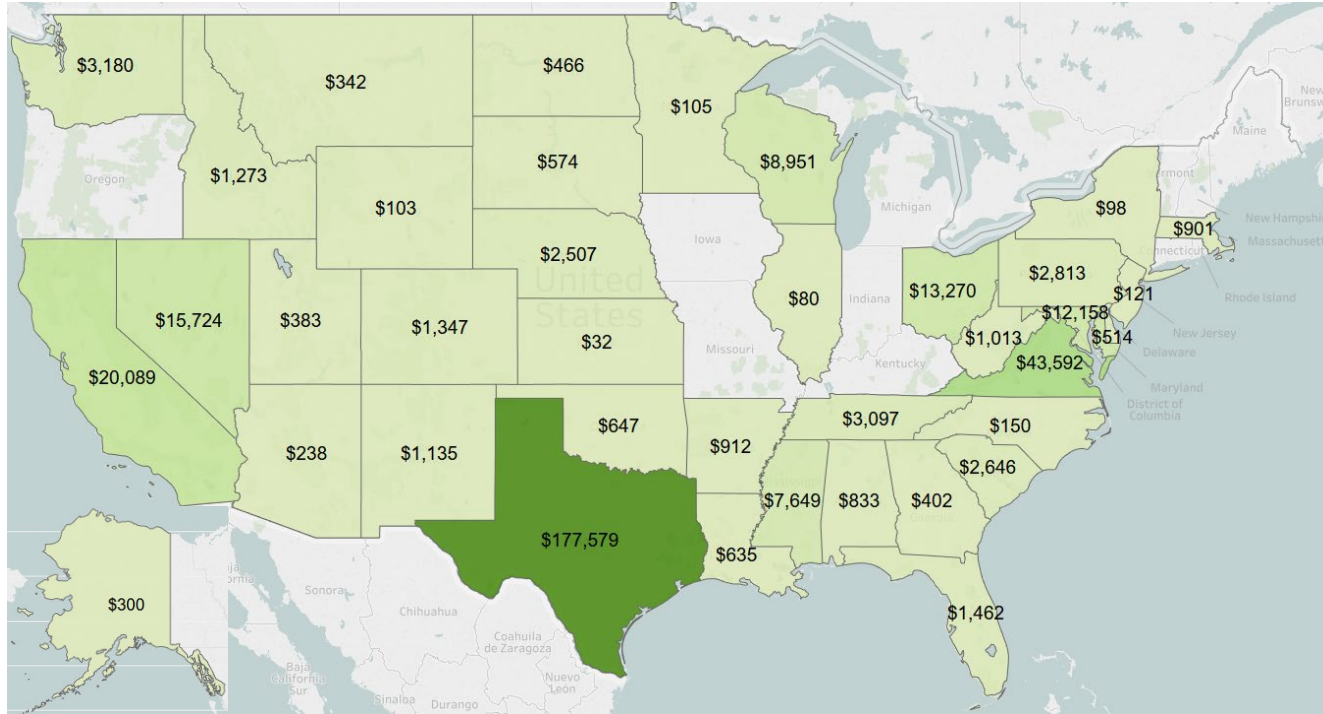 $3,180
$342
$466
$105
Oregon
$1,273
$103
$574
$8,951
Michigan
Maine
New
$98
New Hampshire
$901
Massachusett
Connecticut
Rhode Island
$2,507
Iowa
United
States
$2,813
$121
New Jersey
$15,724
$383
$1,347
$32
$80
Indiana
$13,270
$12,158
$1,013
$514
Delaware
Maryland
District of
Columbia
Missouri
Kentucky
$43,592
$20,089
$238
$1,135
$647
$912
$3,097
$150
$2,646
$7,649
$833
$402
$177,579
$635
$1,462
$300
Sonora
Chihuahua
Coahuila
de Zaragoza
Nuevo
León
Baja
California
Sur
Sinaloa
Durango